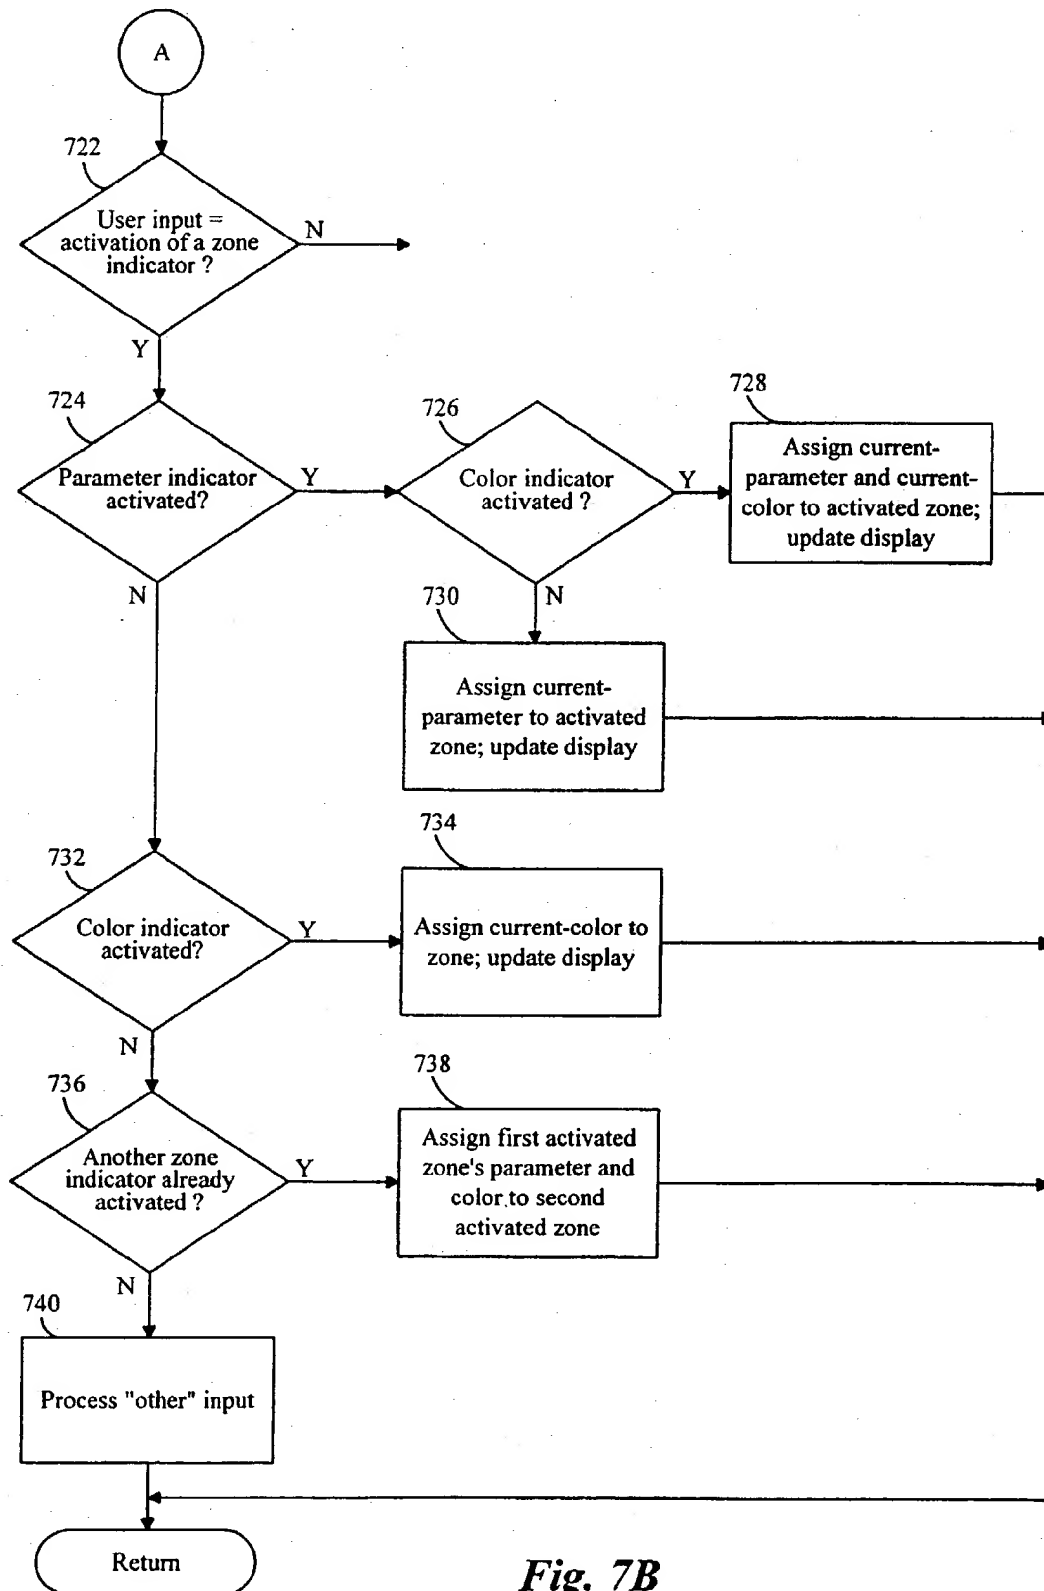 A
722
User input =
activation of a zone
indicator ?
N
Y
724
Parameter indicator
activated?
Y
726
Color indicator
activated ?
Y
728
Assign current-
parameter and current-
color to activated zone;
update display
N
N
730
Assign current-
parameter to activated
zone; update display
732
Color indicator
activated?
Y
734
Assign current-color to
zone; update display
N
736
Another zone
indicator already
activated ?
Y
738
Assign first activated
zone's parameter and
color to second
activated zone
N
740
Process "other" input
Return
Fig. 7B